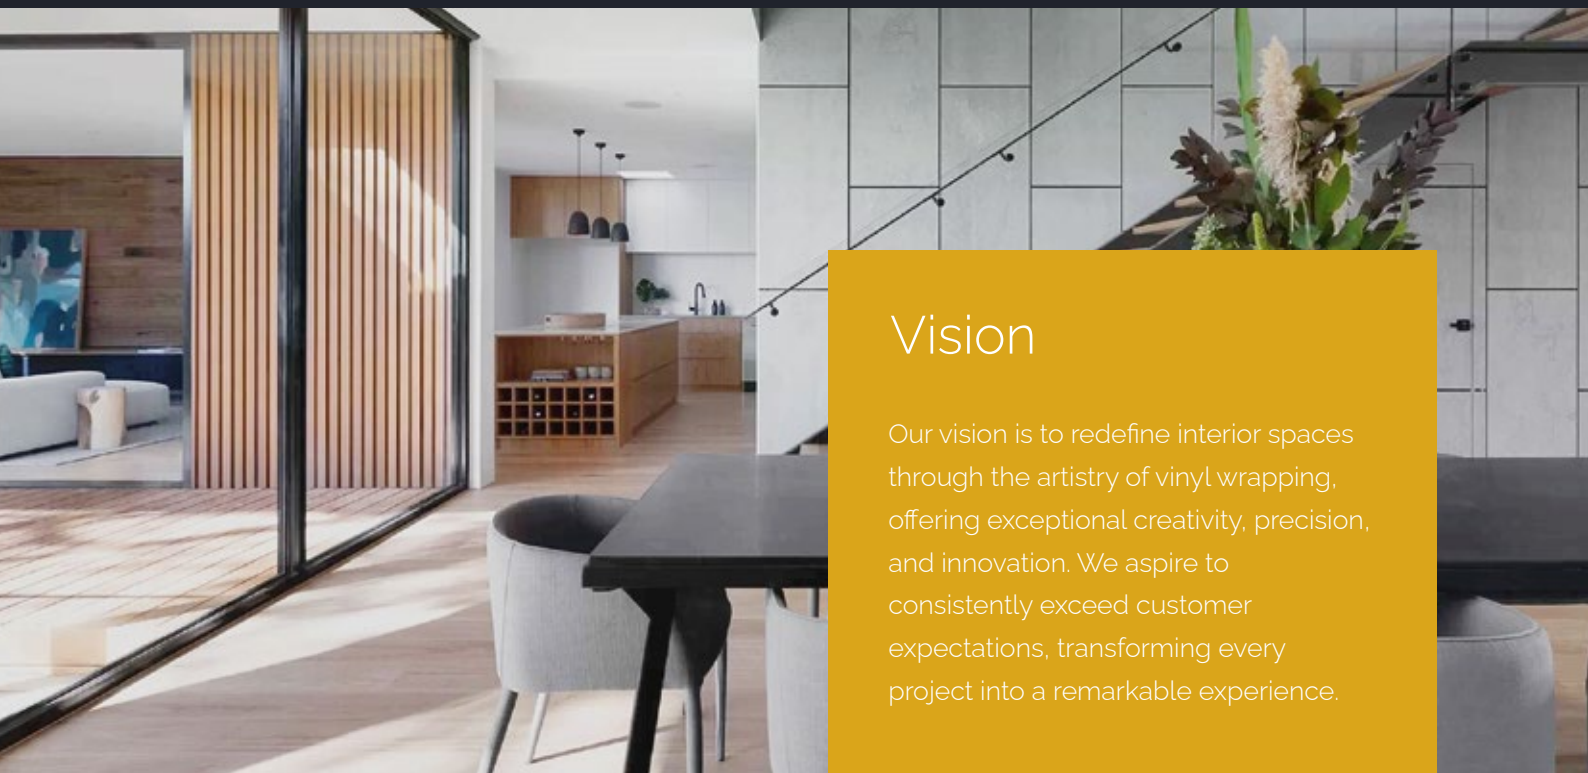 Vision
Our vision is to redefine interior spaces
through the artistry of vinyl wrapping,
offering exceptional creativity, precision,
and innovation. We aspire to
consistently exceed customer
expectations, transforming every
project into a remarkable experience.